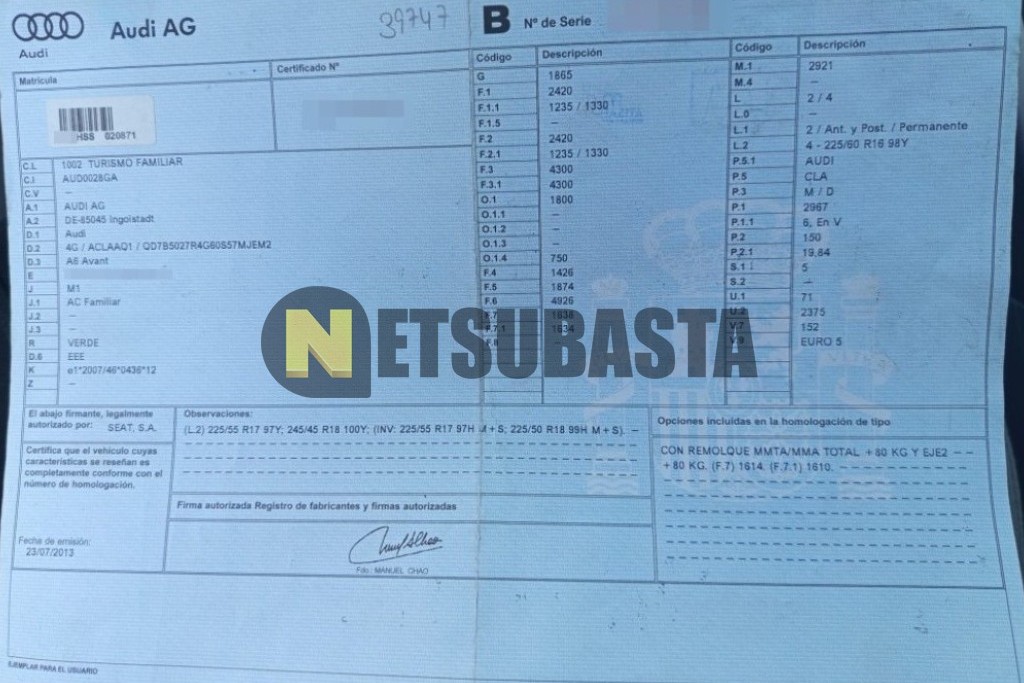 Audi AG
Audi
39747
B Nº de Serie
Matrícula
Certificado Nº
HSS 020871
C.L 1002 TURISMO FAMILIAR
C.I AUD0028GA
C.V –
A.1 AUDI AG
A.2 DE-85045 Ingolstadt
D.1 Audi
D.2 4G / ACLAAQ1 / QD7B5027R4G60S57MJEM2
D.3 A6 Avant
E
J M1
J.1 AC Familiar
J.2 –
J.3 –
R VERDE
D.6 EEE
K e1*2007/46*0436*12
Z –
Código Descripción
G 1865
F.1 2420
F.1.1 1235 / 1330
F.1.5 –
F.2 2420
F.2.1 1235 / 1330
F.3 4300
F.3.1 4300
O.1 1800
O.1.1 –
O.1.2 –
O.1.3 –
O.1.4 750
F.4 1426
F.5 1874
F.6 4926
F.7
F.7.1 1634
F.8
Código Descripción
M.1 2921
M.4 –
L 2 / 4
L.0 –
L.1 2 / Ant. y Post. / Permanente
L.2 4 - 225/60 R16 98Y
P.5.1 AUDI
P.5 CLA
P.3 M / D
P.1 2967
P.1.1 6, En V
P.2 150
P.2.1 19,84
S.1 5
S.2 –
U.1 71
U.2 2375
V.7 152
V.9 EURO 5
NETSUBASTA
El abajo firmante, legalmente
autorizado por: SEAT, S.A.
Certifica que el vehículo cuyas
características se reseñan es
completamente conforme con el
número de homologación.
Fecha de emisión:
23/07/2013
Observaciones:
(L.2) 225/55 R17 97Y; 245/45 R18 100Y; (INV: 225/55 R17 97H M + S; 225/50 R18 99H M + S). –
Firma autorizada Registro de fabricantes y firmas autorizadas
Fdo.: MANUEL CHAO
Opciones incluidas en la homologación de tipo
CON REMOLQUE MMTA/MMA TOTAL +80 KG Y EJE2 – –
+80 KG. (F.7) 1614. (F.7.1) 1610.
EJEMPLAR PARA EL USUARIO